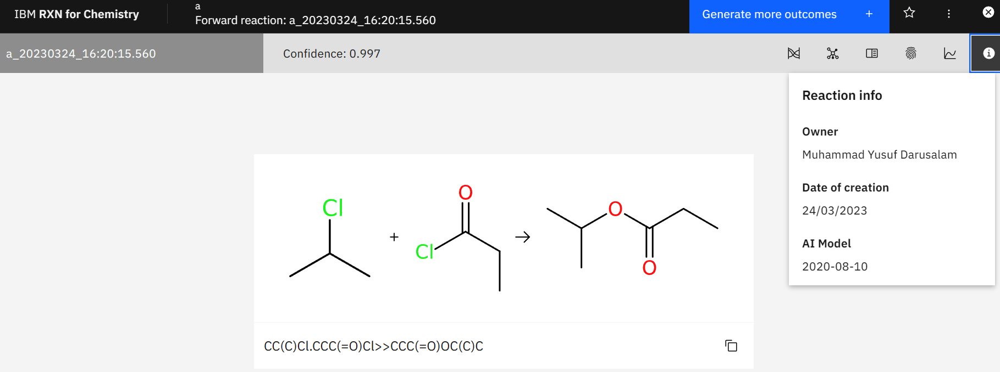 IBM RXN for Chemistry
a
Forward reaction: a_20230324_16:20:15.560
Generate more outcomes +
a_20230324_16:20:15.560
Confidence: 0.997
Reaction info
Owner
Muhammad Yusuf Darusalam
Date of creation
24/03/2023
AI Model
2020-08-10
Cl
+
O
Cl
O
O
CC(C)Cl.CCC(=O)Cl>>CCC(=O)OC(C)C